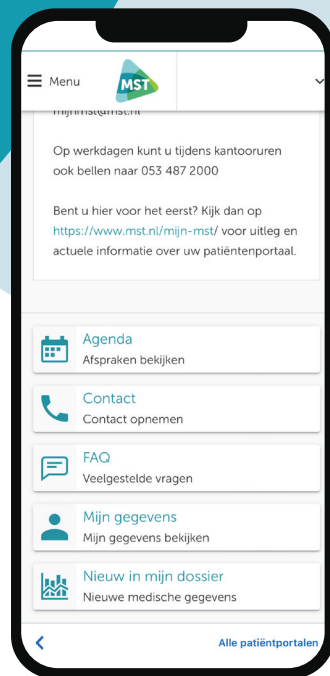 Menu
MST
mijnmst@mst.nl
Op werkdagen kunt u tijdens kantooruren
ook bellen naar 053 487 2000
Bent u hier voor het eerst? Kijk dan op
https://www.mst.nl/mijn-mst/ voor uitleg en
actuele informatie over uw patiëntenportaal.
Agenda
Afspraken bekijken
Contact
Contact opnemen
FAQ
Veelgestelde vragen
Mijn gegevens
Mijn gegevens bekijken
Nieuw in mijn dossier
Nieuwe medische gegevens
Alle patiëntportalen